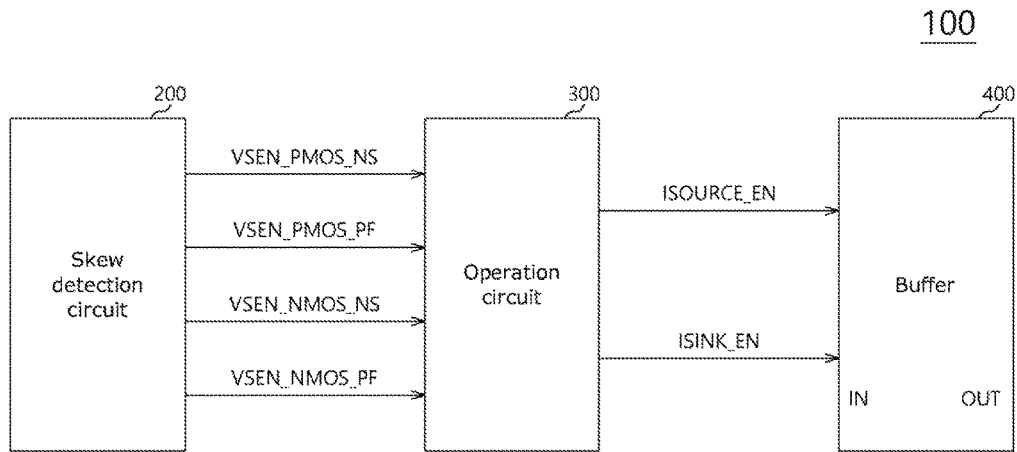 100
200
300
400
VSEN_PMOS_NS
VSEN_PMOS_PF
VSEN_NMOS_NS
VSEN_NMOS_PF
Skew
detection
circuit
Operation
circuit
ISOURCE_EN
ISINK_EN
Buffer
IN
OUT